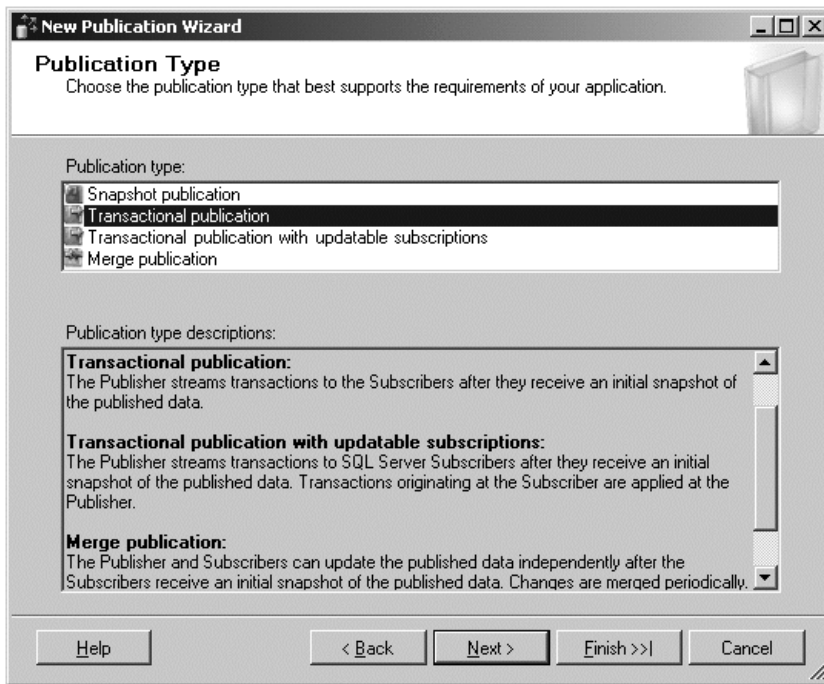 New Publication Wizard
Publication Type
Choose the publication type that best supports the requirements of your application.
Publication type:
Snapshot publication
Transactional publication
Transactional publication with updatable subscriptions
Merge publication
Publication type descriptions:
Transactional publication:
The Publisher streams transactions to the Subscribers after they receive an initial snapshot of
the published data.
Transactional publication with updatable subscriptions:
The Publisher streams transactions to SQL Server Subscribers after they receive an initial
snapshot of the published data. Transactions originating at the Subscriber are applied at the
Publisher.
Merge publication:
The Publisher and Subscribers can update the published data independently after the
Subscribers receive an initial snapshot of the published data. Changes are merged periodically.
Help
< Back
Next >
Finish >>|
Cancel